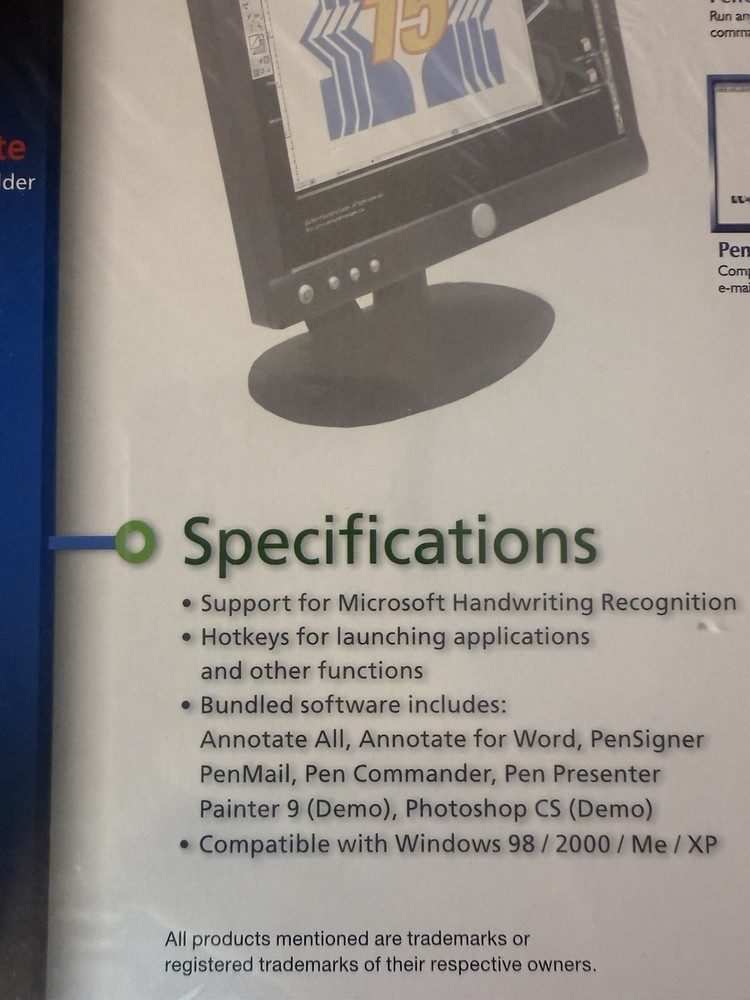 15
te
lder
Run an
comma
Pen
Comp
e-mai
Specifications
• Support for Microsoft Handwriting Recognition
• Hotkeys for launching applications
and other functions
• Bundled software includes:
Annotate All, Annotate for Word, PenSigner
PenMail, Pen Commander, Pen Presenter
Painter 9 (Demo), Photoshop CS (Demo)
• Compatible with Windows 98 / 2000 / Me / XP
All products mentioned are trademarks or
registered trademarks of their respective owners.